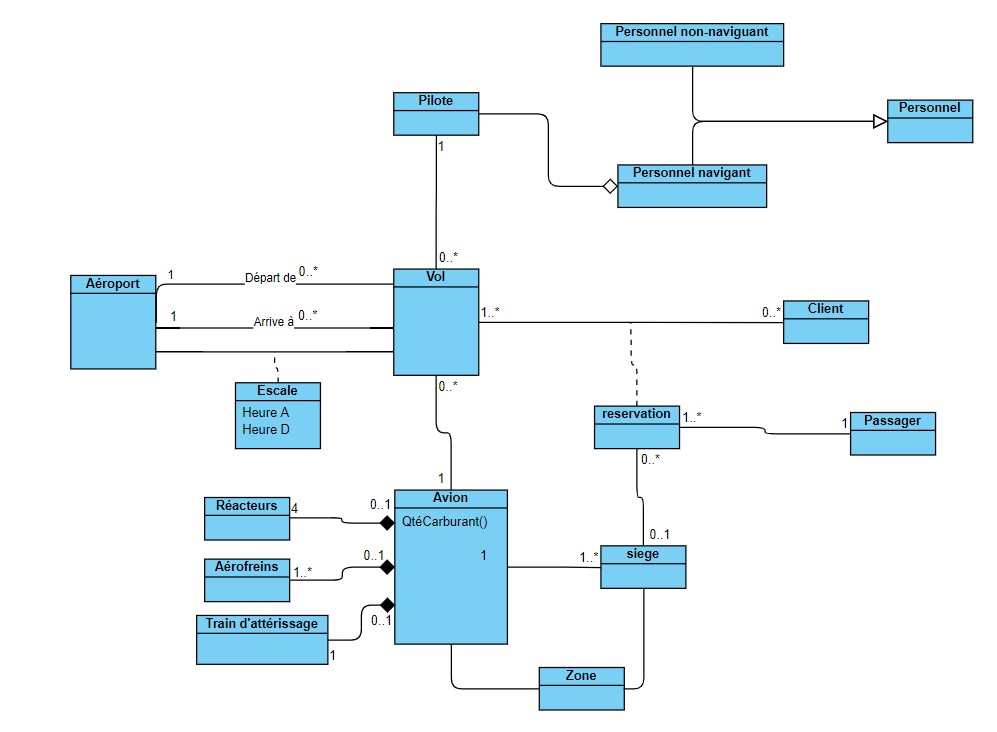 Personnel non-naviguant
Pilote
Personnel
1
Personnel navigant
0..*
Aéroport
1
Départ de
0..*
Vol
1
Arrive à
0..*
1..*
0..*
Client
Escale
Heure A
Heure D
0..*
reservation
1..*
1
Passager
0..*
1
Réacteurs
4
0..1
Avion
QtéCarburant()
0..1
siege
Aérofreins
1..*
0..1
1
1..*
Train d'attérissage
1
0..1
Zone